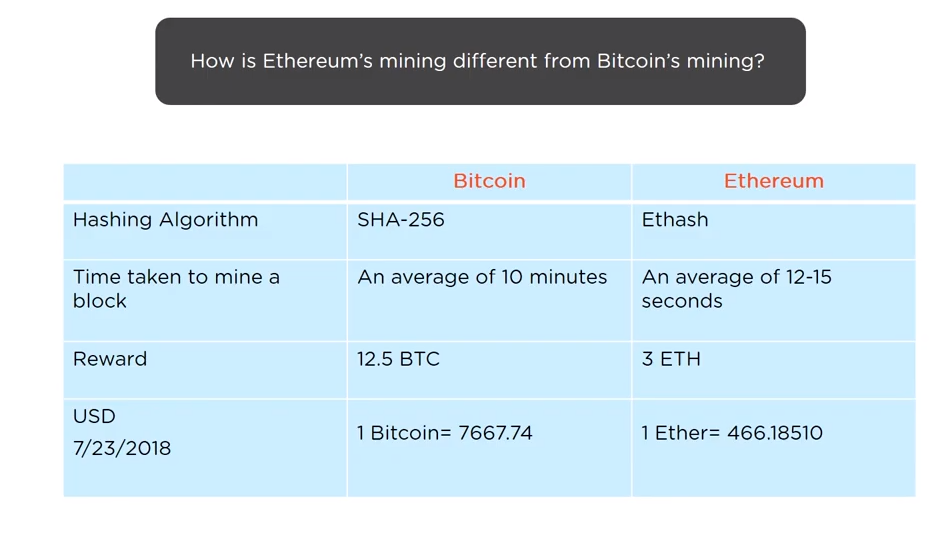 How is Ethereum’s mining different from Bitcoin’s mining?
Bitcoin
Ethereum
Hashing Algorithm
SHA-256
Ethash
Time taken to mine a
block
An average of 10 minutes
An average of 12-15
seconds
Reward
12.5 BTC
3 ETH
USD
7/23/2018
1 Bitcoin= 7667.74
1 Ether= 466.18510